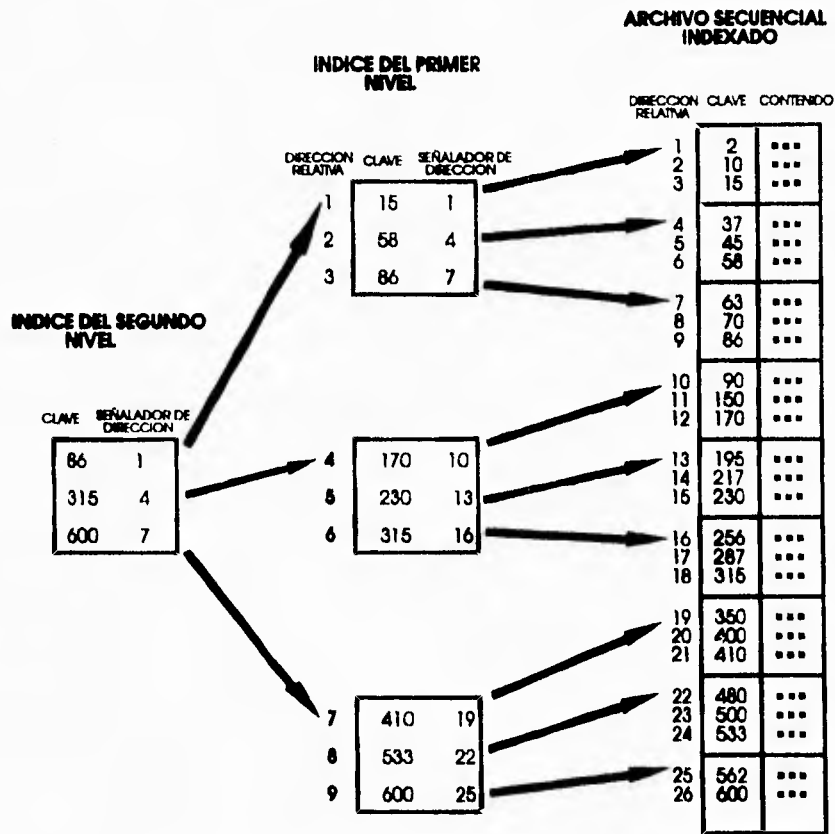 ARCHIVO SECUENCIAL
INDEXADO
INDICE DEL PRIMER
NIVEL
DIRECCION RELATIVA CLAVE CONTENIDO
1 2 ...
2 10 ...
3 15 ...
4 37 ...
5 45 ...
6 58 ...
7 63 ...
8 70 ...
9 86 ...
10 90 ...
11 150 ...
12 170 ...
13 195 ...
14 217 ...
15 230 ...
16 256 ...
17 287 ...
18 315 ...
19 350 ...
20 400 ...
21 410 ...
22 480 ...
23 500 ...
24 533 ...
25 562 ...
26 600 ...
DIRECCION RELATIVA CLAVE SEÑALADOR DE DIRECCION
1 15 1
2 58 4
3 86 7
4 170 10
5 230 13
6 315 16
7 410 19
8 533 22
9 600 25
INDICE DEL SEGUNDO
NIVEL
CLAVE SEÑALADOR DE DIRECCION
86 1
315 4
600 7